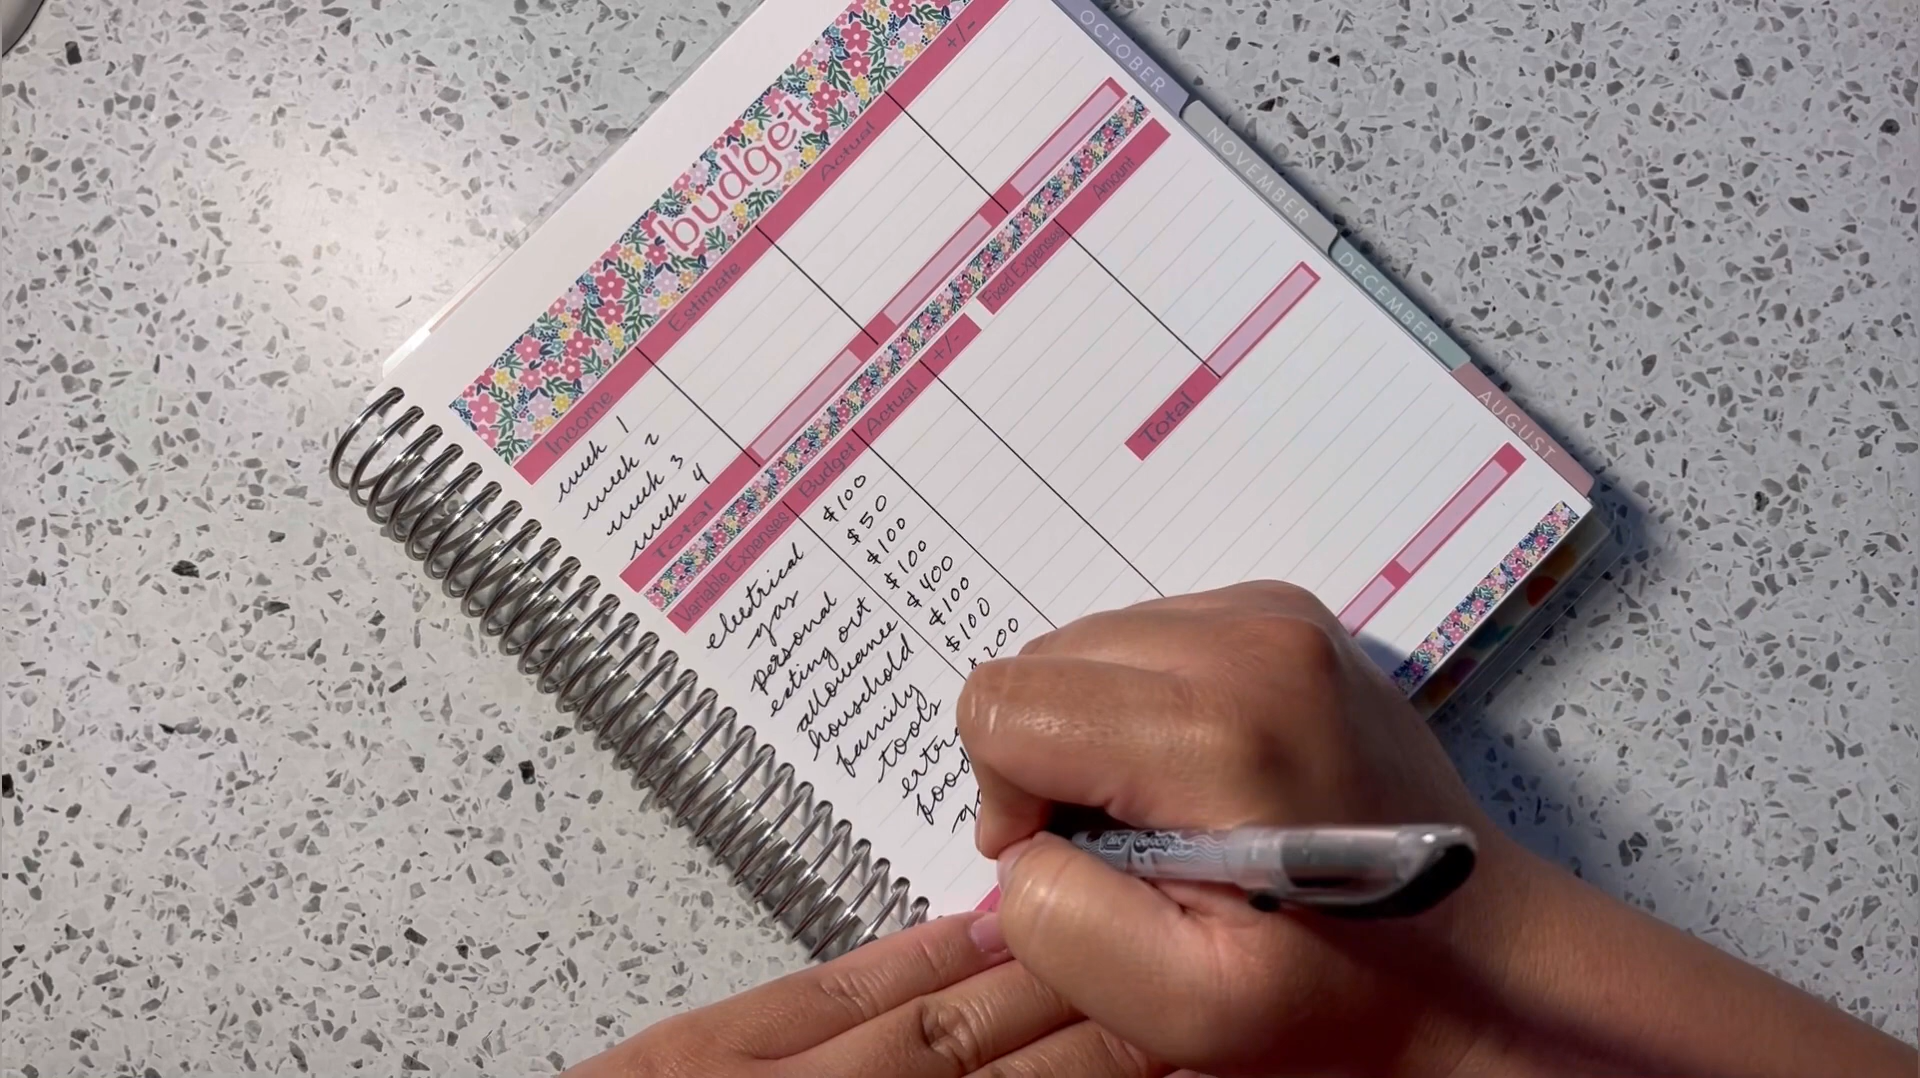 budget
Income Estimate Actual +/-
week 1
week 2
week 3
week 4
Total
Variable Expenses Budget Actual +/-
electrical $100
gas $50
personal $100
eating out $100
allowance $400
household $100
family $100
tools $200
extra
food
Fixed Expenses Amount
Total
OCTOBER
NOVEMBER
DECEMBER
AUGUST